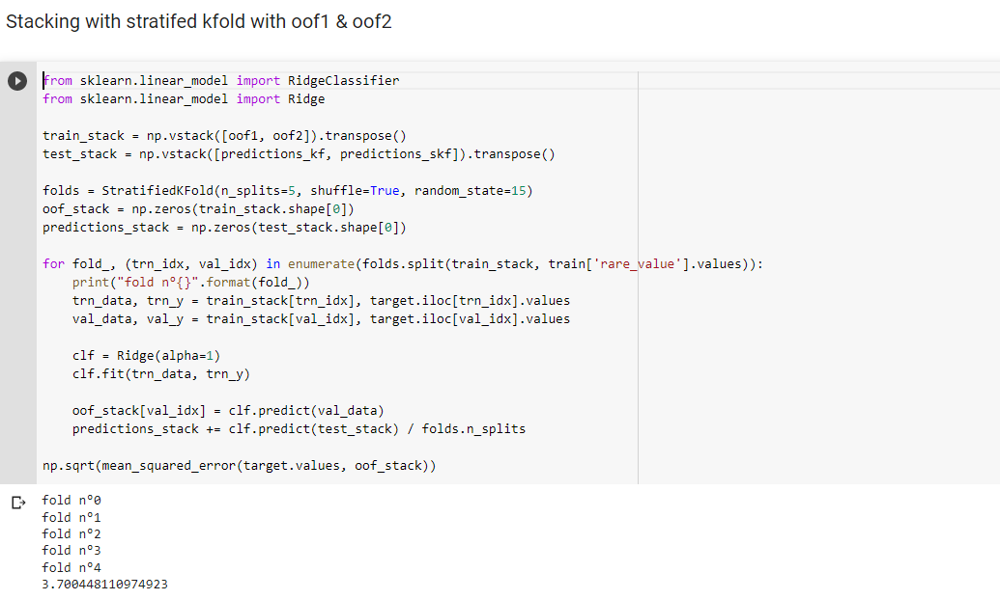 Stacking with stratifed kfold with oof1 & oof2
from sklearn.linear_model import RidgeClassifier
from sklearn.linear_model import Ridge
train_stack = np.vstack([oof1, oof2]).transpose()
test_stack = np.vstack([predictions_kf, predictions_skf]).transpose()
folds = StratifiedKFold(n_splits=5, shuffle=True, random_state=15)
oof_stack = np.zeros(train_stack.shape[0])
predictions_stack = np.zeros(test_stack.shape[0])
for fold_, (trn_idx, val_idx) in enumerate(folds.split(train_stack, train['rare_value'].values)):
    print("fold n°{}".format(fold_))
    trn_data, trn_y = train_stack[trn_idx], target.iloc[trn_idx].values
    val_data, val_y = train_stack[val_idx], target.iloc[val_idx].values
    clf = Ridge(alpha=1)
    clf.fit(trn_data, trn_y)
    oof_stack[val_idx] = clf.predict(val_data)
    predictions_stack += clf.predict(test_stack) / folds.n_splits
np.sqrt(mean_squared_error(target.values, oof_stack))
fold n°0
fold n°1
fold n°2
fold n°3
fold n°4
3.700448110974923